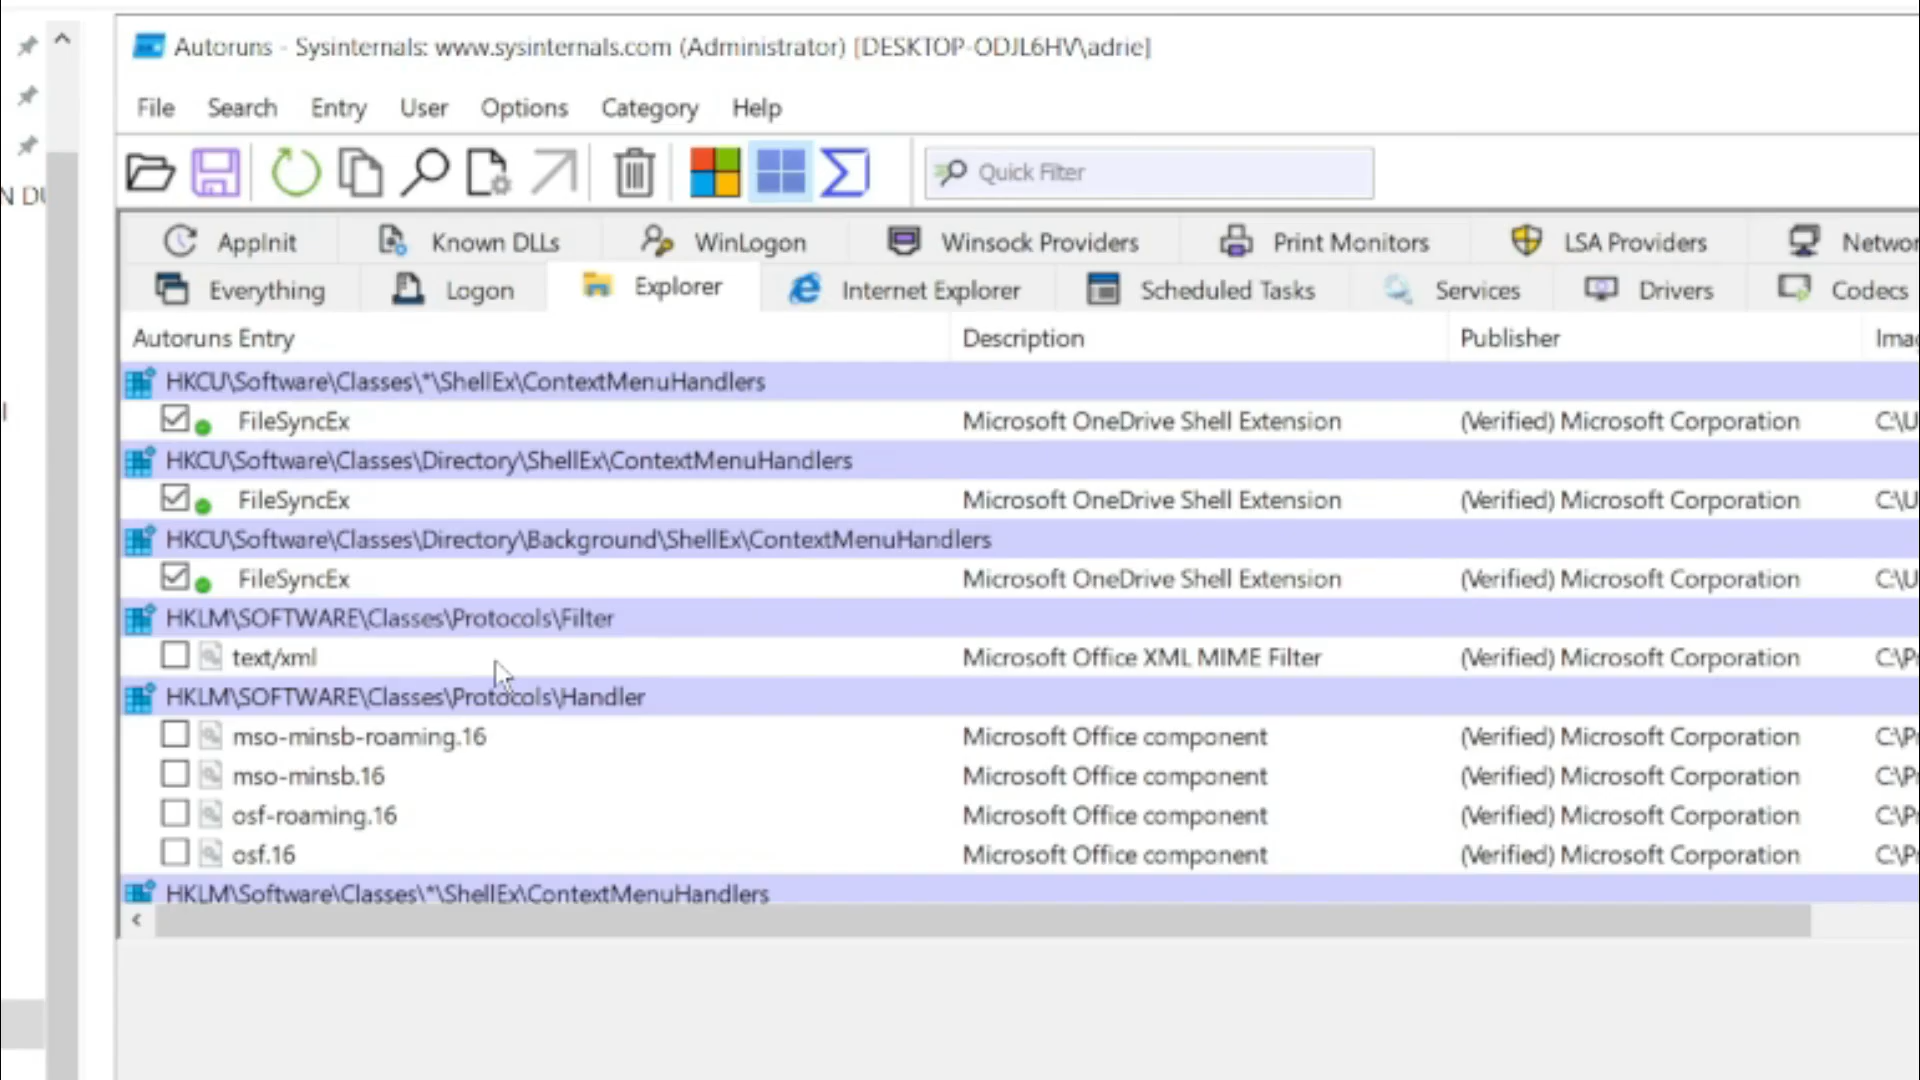 N DU
Autoruns - Sysinternals: www.sysinternals.com (Administrator) [DESKTOP-ODJL6HV\adrie]
File Search Entry User Options Category Help
Quick Filter
AppInit Known DLLs WinLogon Winsock Providers Print Monitors LSA Providers Networ
Everything Logon Explorer Internet Explorer Scheduled Tasks Services Drivers Codecs
Autoruns Entry Description Publisher Imag
HKCU\Software\Classes\*\ShellEx\ContextMenuHandlers
FileSyncEx Microsoft OneDrive Shell Extension (Verified) Microsoft Corporation C:\U
HKCU\Software\Classes\Directory\ShellEx\ContextMenuHandlers
FileSyncEx Microsoft OneDrive Shell Extension (Verified) Microsoft Corporation C:\U
HKCU\Software\Classes\Directory\Background\ShellEx\ContextMenuHandlers
FileSyncEx Microsoft OneDrive Shell Extension (Verified) Microsoft Corporation C:\U
HKLM\SOFTWARE\Classes\Protocols\Filter
text/xml Microsoft Office XML MIME Filter (Verified) Microsoft Corporation C:\P
HKLM\SOFTWARE\Classes\Protocols\Handler
mso-minsb-roaming.16 Microsoft Office component (Verified) Microsoft Corporation C:\P
mso-minsb.16 Microsoft Office component (Verified) Microsoft Corporation C:\P
osf-roaming.16 Microsoft Office component (Verified) Microsoft Corporation C:\P
osf.16 Microsoft Office component (Verified) Microsoft Corporation C:\P
HKLM\Software\Classes\*\ShellEx\ContextMenuHandlers